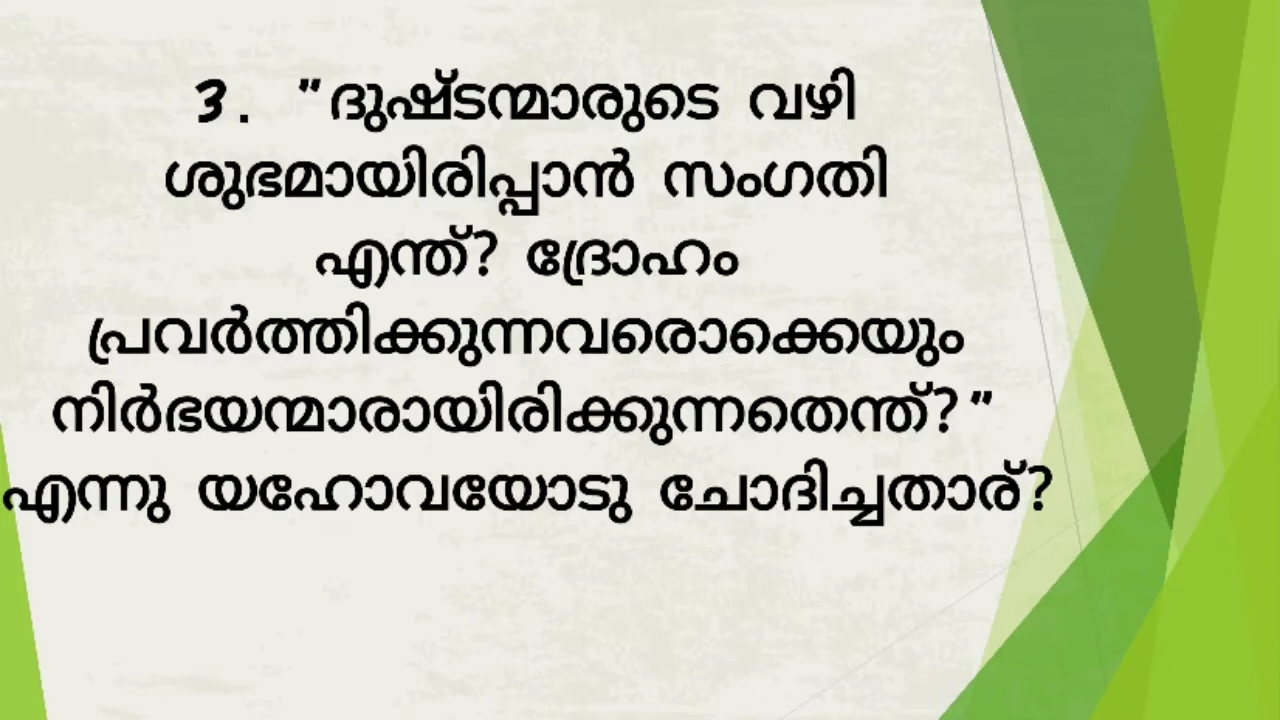 3. "ദുഷ്ടന്മാരുടെ വഴി
ശുഭമായിരിപ്പാൻ സംഗതി
എന്ത്? ദ്രോഹം
പ്രവർത്തിക്കുന്നവരൊക്കെയും
നിർഭയന്മാരായിരിക്കുന്നതെന്ത്?"
എന്നു യഹോവയോടു ചോദിച്ചതാര്?